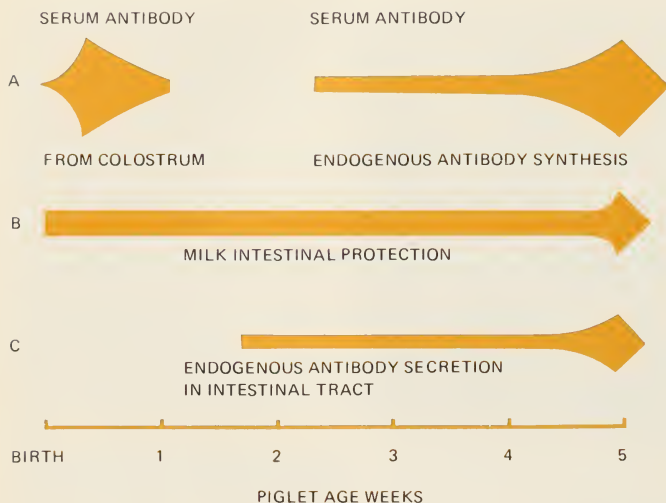 SERUM ANTIBODY SERUM ANTIBODY
A
FROM COLOSTRUM ENDOGENOUS ANTIBODY SYNTHESIS
B
MILK INTESTINAL PROTECTION
C
ENDOGENOUS ANTIBODY SECRETION
IN INTESTINAL TRACT
BIRTH 1 2 3 4 5
PIGLET AGE WEEKS